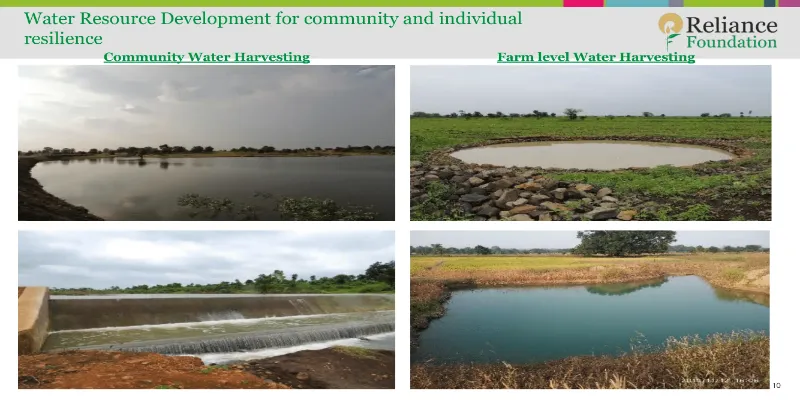 Water Resource Development for community and individual
resilience
Reliance
Foundation
Community Water Harvesting
Farm level Water Harvesting
10